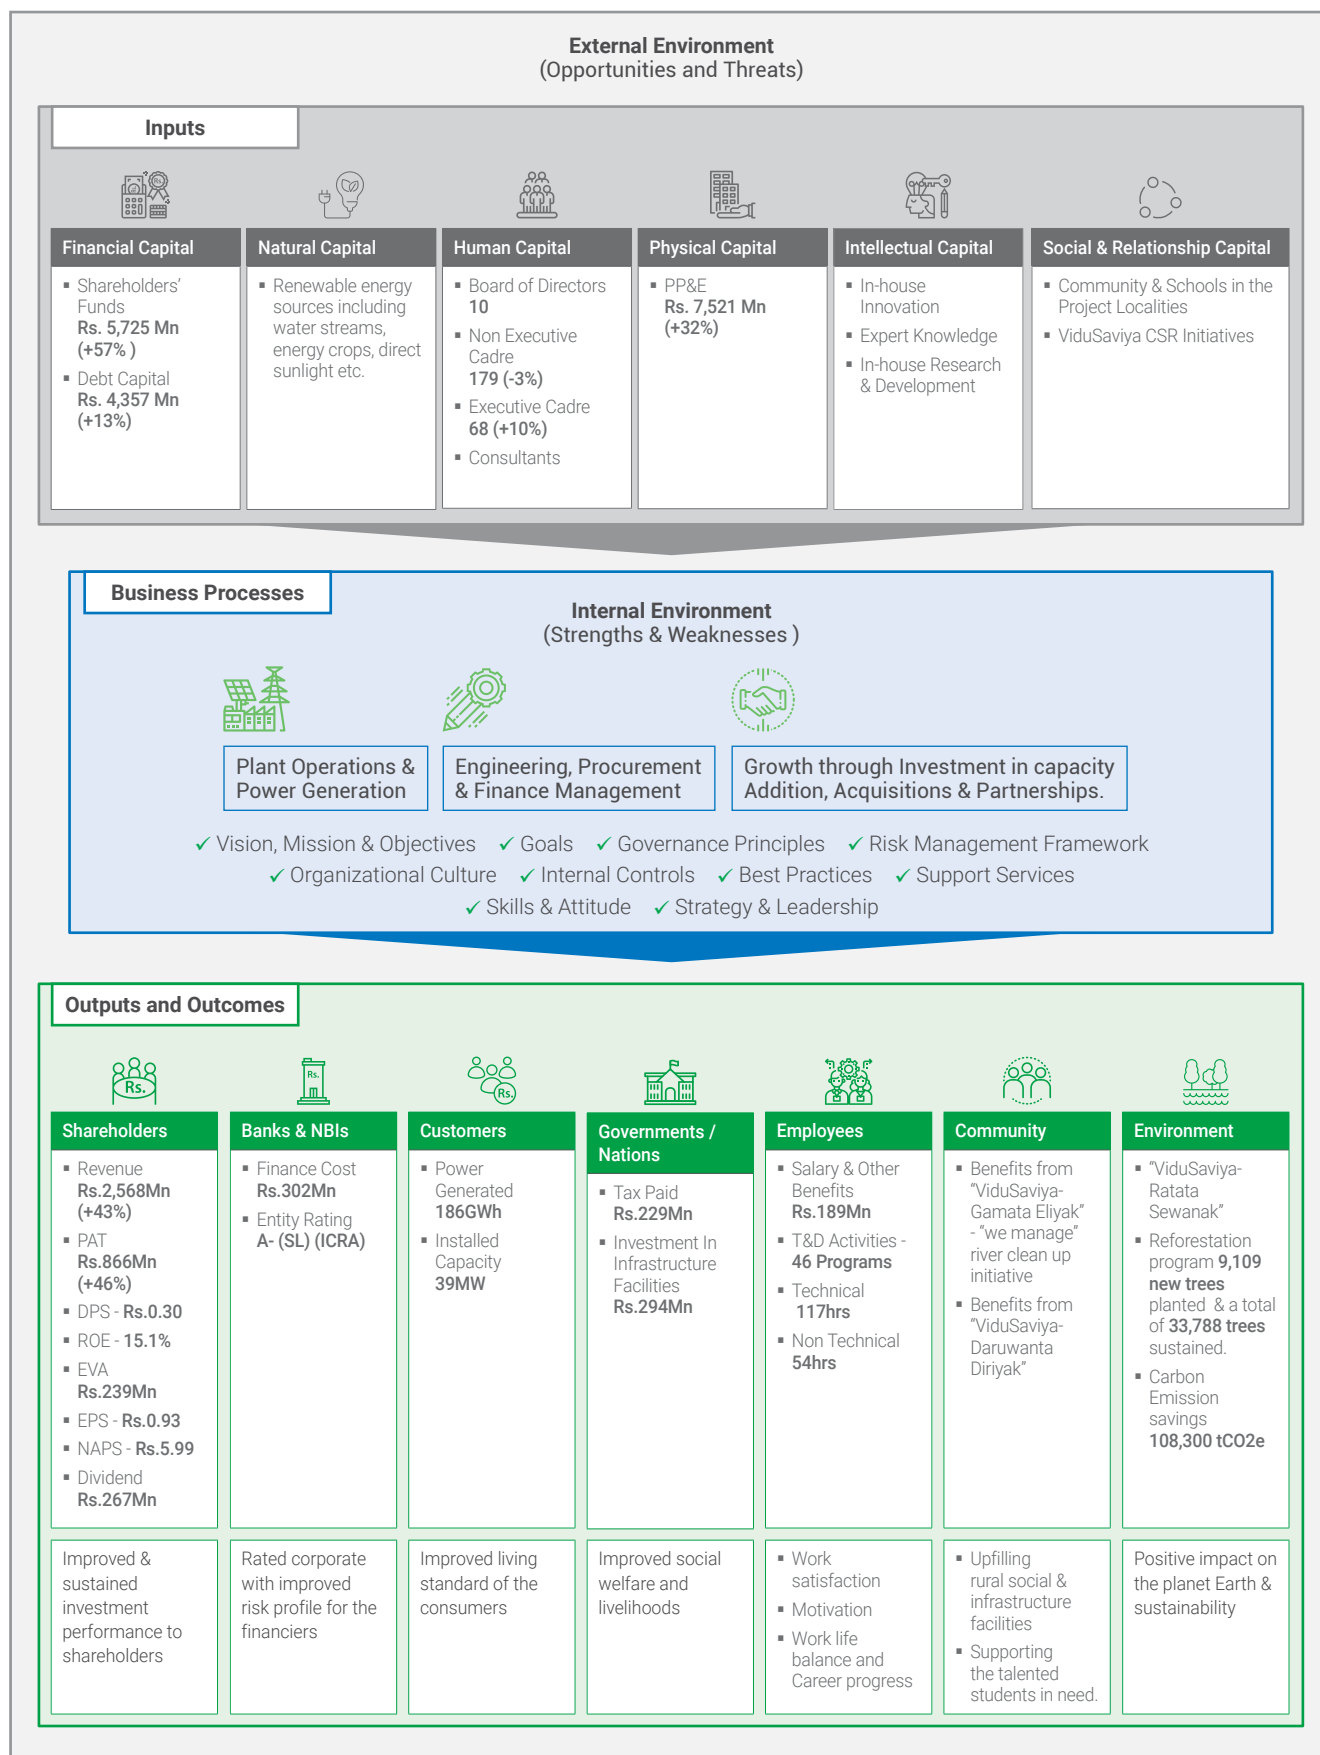 External Environment
(Opportunities and Threats)
Inputs
Rs.
Financial Capital
▪ Shareholders'
Funds
Rs. 5,725 Mn
(+57% )
▪ Debt Capital
Rs. 4,357 Mn
(+13%)
Natural Capital
▪ Renewable energy
sources including
water streams,
energy crops, direct
sunlight etc.
Human Capital
▪ Board of Directors
10
▪ Non Executive
Cadre
179 (-3%)
▪ Executive Cadre
68 (+10%)
▪ Consultants
Physical Capital
▪ PP&E
Rs. 7,521 Mn
(+32%)
Intellectual Capital
▪ In-house
Innovation
▪ Expert Knowledge
▪ In-house Research
& Development
Social & Relationship Capital
▪ Community & Schools in the
Project Localities
▪ ViduSaviya CSR Initiatives
Business Processes
Internal Environment
(Strengths & Weaknesses )
Plant Operations &
Power Generation
Engineering, Procurement
& Finance Management
Growth through Investment in capacity
Addition, Acquisitions & Partnerships.
✓ Vision, Mission & Objectives ✓ Goals ✓ Governance Principles ✓ Risk Management Framework
✓ Organizational Culture ✓ Internal Controls ✓ Best Practices ✓ Support Services
✓ Skills & Attitude ✓ Strategy & Leadership
Outputs and Outcomes
Rs.
Shareholders
▪ Revenue
Rs.2,568Mn
(+43%)
▪ PAT
Rs.866Mn
(+46%)
▪ DPS - Rs.0.30
▪ ROE - 15.1%
▪ EVA
Rs.239Mn
▪ EPS - Rs.0.93
▪ NAPS - Rs.5.99
▪ Dividend
Rs.267Mn
Improved &
sustained
investment
performance to
shareholders
Rs.
Banks & NBIs
▪ Finance Cost
Rs.302Mn
▪ Entity Rating
A- (SL) (ICRA)
Rated corporate
with improved
risk profile for the
financiers
Rs.
Customers
▪ Power
Generated
186GWh
▪ Installed
Capacity
39MW
Improved living
standard of the
consumers
Governments /
Nations
▪ Tax Paid
Rs.229Mn
▪ Investment In
Infrastructure
Facilities
Rs.294Mn
Improved social
welfare and
livelihoods
Employees
▪ Salary & Other
Benefits
Rs.189Mn
▪ T&D Activities -
46 Programs
▪ Technical
117hrs
▪ Non Technical
54hrs
▪ Work
satisfaction
▪ Motivation
▪ Work life
balance and
Career progress
Community
▪ Benefits from
"ViduSaviya-
Gamata Eliyak"
- "we manage"
river clean up
initiative
▪ Benefits from
"ViduSaviya-
Daruwanta
Diriyak"
▪ Upfilling
rural social &
infrastructure
facilities
▪ Supporting
the talented
students in need.
Environment
▪ "ViduSaviya-
Ratata
Sewanak"
▪ Reforestation
program 9,109
new trees
planted & a total
of 33,788 trees
sustained.
▪ Carbon
Emission
savings
108,300 tCO2e
Positive impact on
the planet Earth &
sustainability